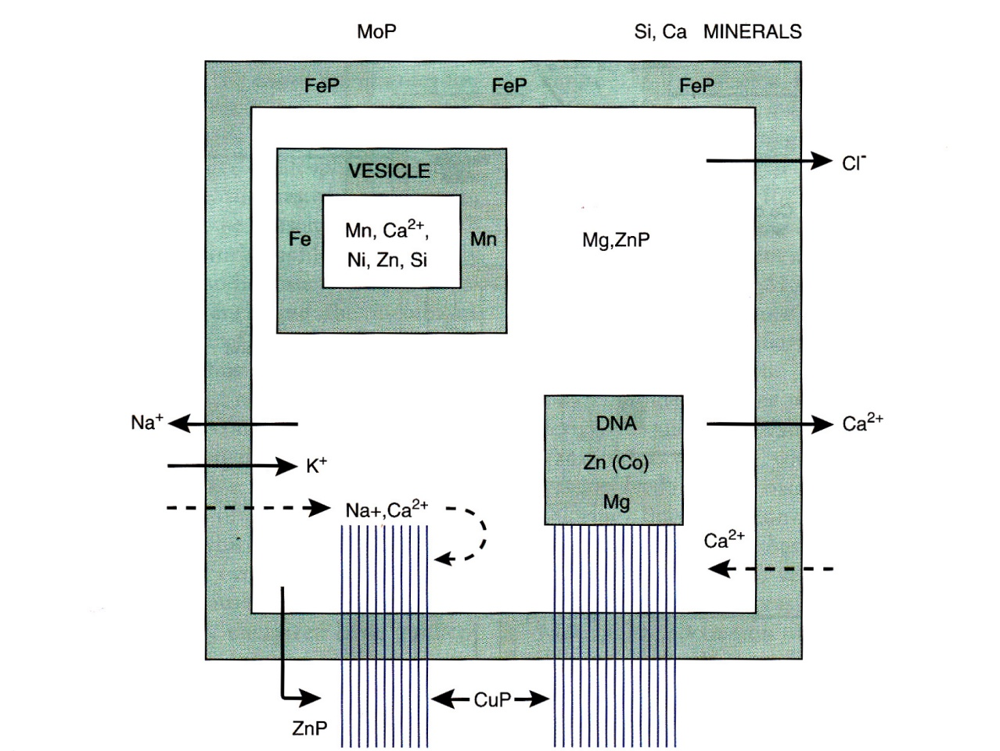 MoP
Si, Ca MINERALS
FeP FeP FeP
VESICLE
Fe
Mn, Ca²⁺,
Ni, Zn, Si
Mn
Mg,ZnP
Cl⁻
Na⁺
K⁺
Na+,Ca²⁺
DNA
Zn (Co)
Mg
Ca²⁺
Ca²⁺
CuP
ZnP